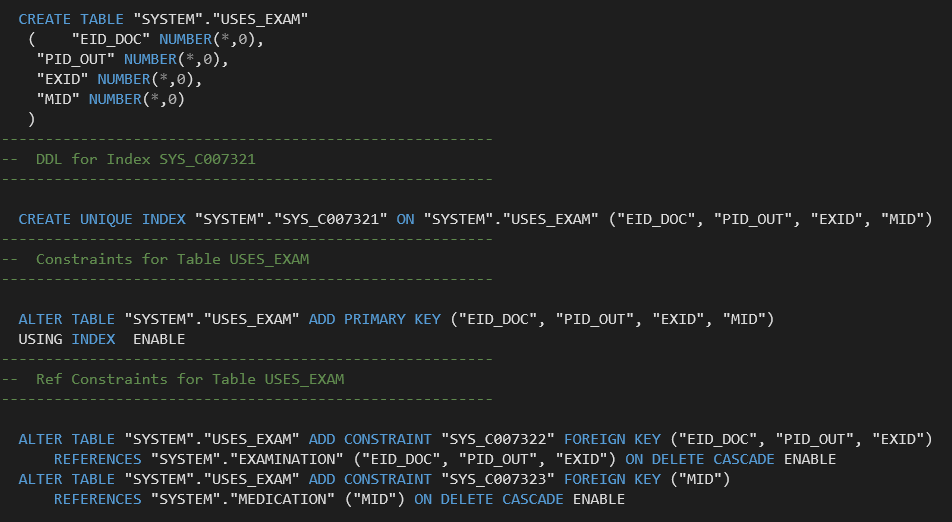 CREATE TABLE "SYSTEM"."USES_EXAM"
(    "EID_DOC" NUMBER(*,0),
"PID_OUT" NUMBER(*,0),
"EXID" NUMBER(*,0),
"MID" NUMBER(*,0)
)
--------------------------------------------------------
--  DDL for Index SYS_C007321
--------------------------------------------------------
CREATE UNIQUE INDEX "SYSTEM"."SYS_C007321" ON "SYSTEM"."USES_EXAM" ("EID_DOC", "PID_OUT", "EXID", "MID")
--------------------------------------------------------
--  Constraints for Table USES_EXAM
--------------------------------------------------------
ALTER TABLE "SYSTEM"."USES_EXAM" ADD PRIMARY KEY ("EID_DOC", "PID_OUT", "EXID", "MID")
USING INDEX  ENABLE
--------------------------------------------------------
--  Ref Constraints for Table USES_EXAM
--------------------------------------------------------
ALTER TABLE "SYSTEM"."USES_EXAM" ADD CONSTRAINT "SYS_C007322" FOREIGN KEY ("EID_DOC", "PID_OUT", "EXID")
REFERENCES "SYSTEM"."EXAMINATION" ("EID_DOC", "PID_OUT", "EXID") ON DELETE CASCADE ENABLE
ALTER TABLE "SYSTEM"."USES_EXAM" ADD CONSTRAINT "SYS_C007323" FOREIGN KEY ("MID")
REFERENCES "SYSTEM"."MEDICATION" ("MID") ON DELETE CASCADE ENABLE